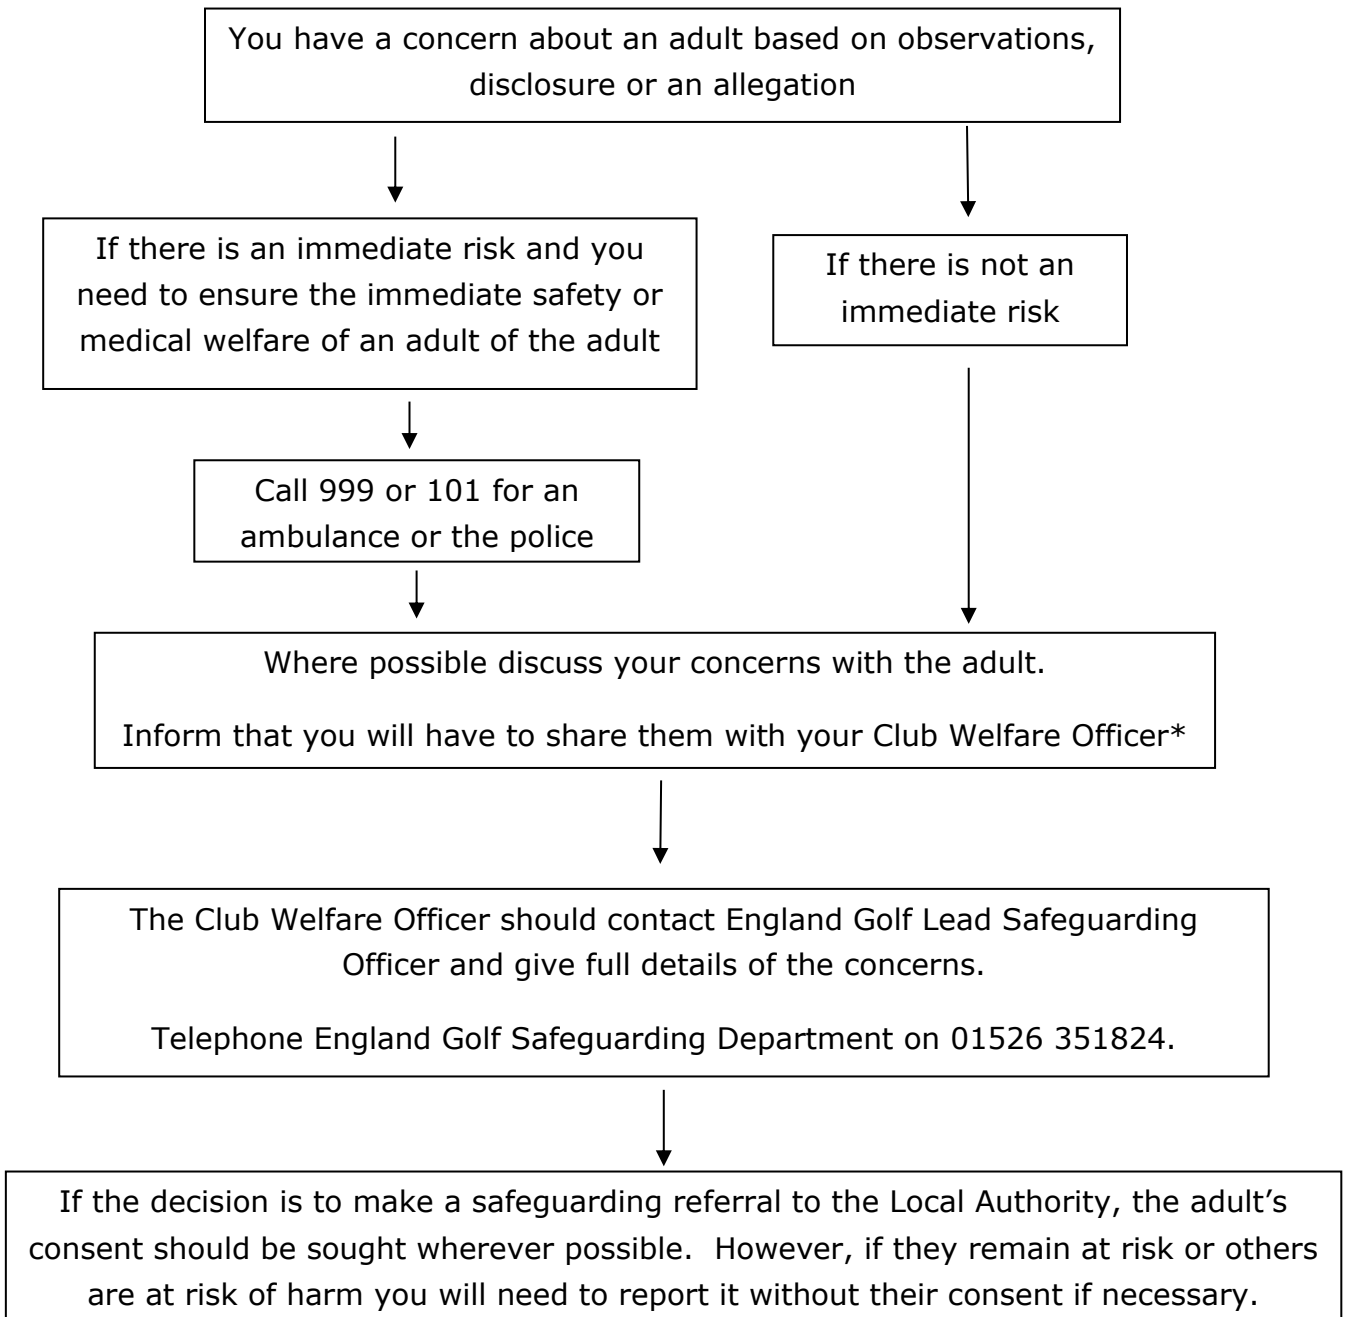 You have a concern about an adult based on observations,
disclosure or an allegation
If there is an immediate risk and you
need to ensure the immediate safety or
medical welfare of an adult of the adult
If there is not an
immediate risk
Call 999 or 101 for an
ambulance or the police
Where possible discuss your concerns with the adult.
Inform that you will have to share them with your Club Welfare Officer*
The Club Welfare Officer should contact England Golf Lead Safeguarding
Officer and give full details of the concerns.
Telephone England Golf Safeguarding Department on 01526 351824.
If the decision is to make a safeguarding referral to the Local Authority, the adult’s
consent should be sought wherever possible.  However, if they remain at risk or others
are at risk of harm you will need to report it without their consent if necessary.